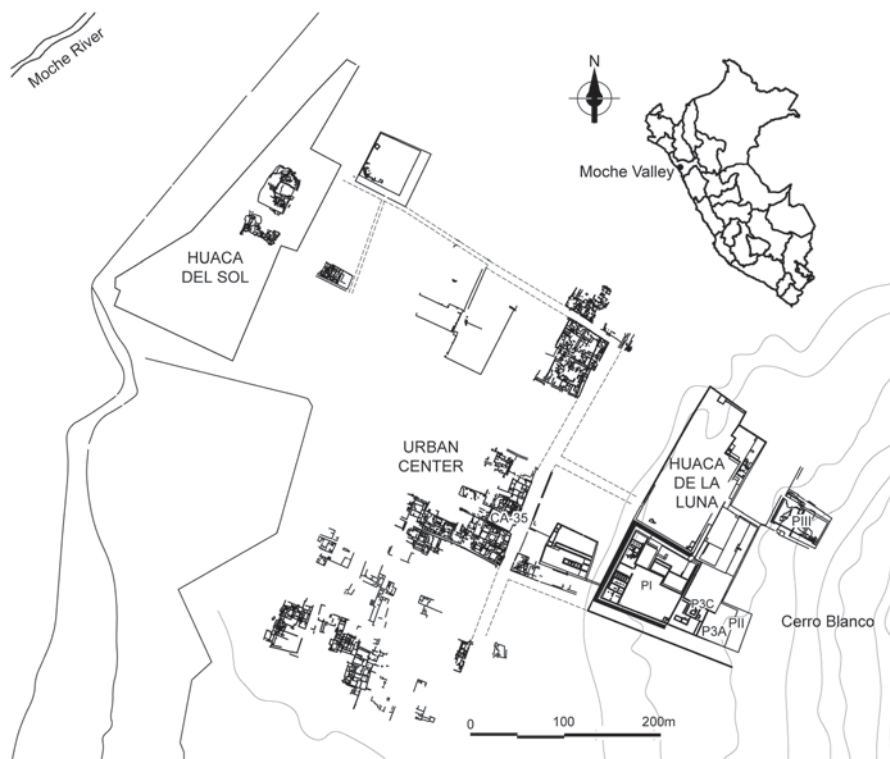 Moche River
N
Moche Valley
HUACA
DEL SOL
URBAN
CENTER
CA-35
HUACA
DE LA
LUNA
PIII
PI
P3C
P3A
PII
Cerro Blanco
0 100 200m